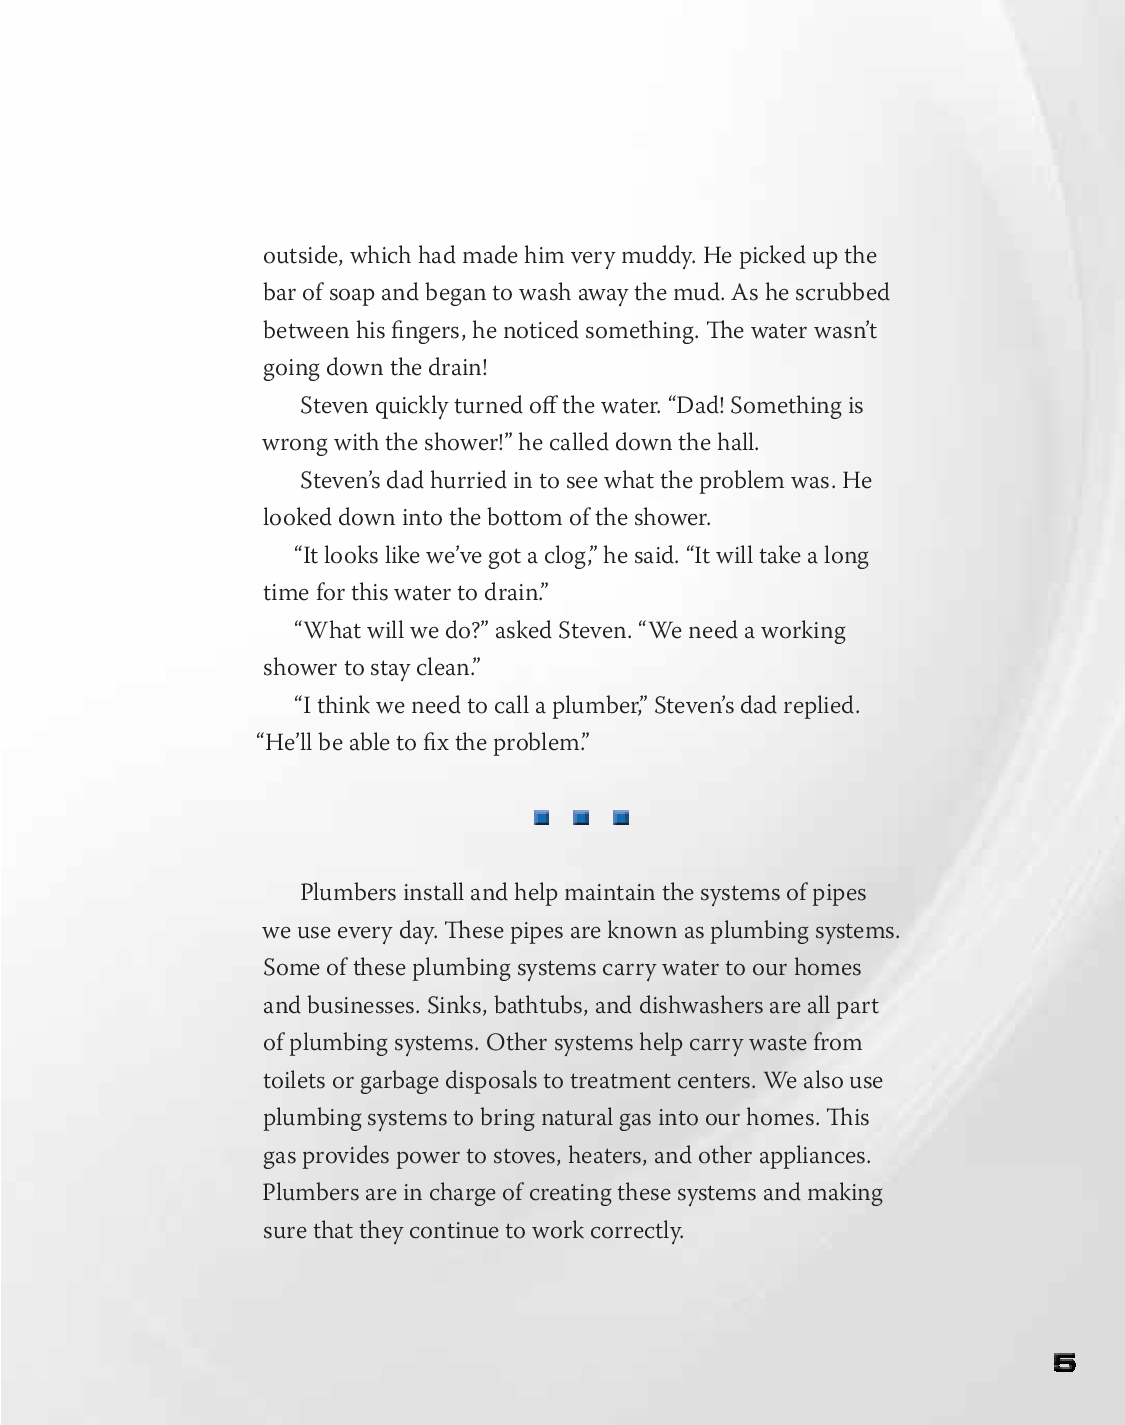 outside, which had made him very muddy. He picked up the
bar of soap and began to wash away the mud. As he scrubbed
between his fingers, he noticed something. The water wasn’t
going down the drain!
Steven quickly turned off the water. “Dad! Something is
wrong with the shower!” he called down the hall.
Steven’s dad hurried in to see what the problem was. He
looked down into the bottom of the shower.
“It looks like we’ve got a clog,” he said. “It will take a long
time for this water to drain.”
“What will we do?” asked Steven. “We need a working
shower to stay clean.”
“I think we need to call a plumber,” Steven’s dad replied.
“He’ll be able to fix the problem.”
Plumbers install and help maintain the systems of pipes
we use every day. These pipes are known as plumbing systems.
Some of these plumbing systems carry water to our homes
and businesses. Sinks, bathtubs, and dishwashers are all part
of plumbing systems. Other systems help carry waste from
toilets or garbage disposals to treatment centers. We also use
plumbing systems to bring natural gas into our homes. This
gas provides power to stoves, heaters, and other appliances.
Plumbers are in charge of creating these systems and making
sure that they continue to work correctly.
5